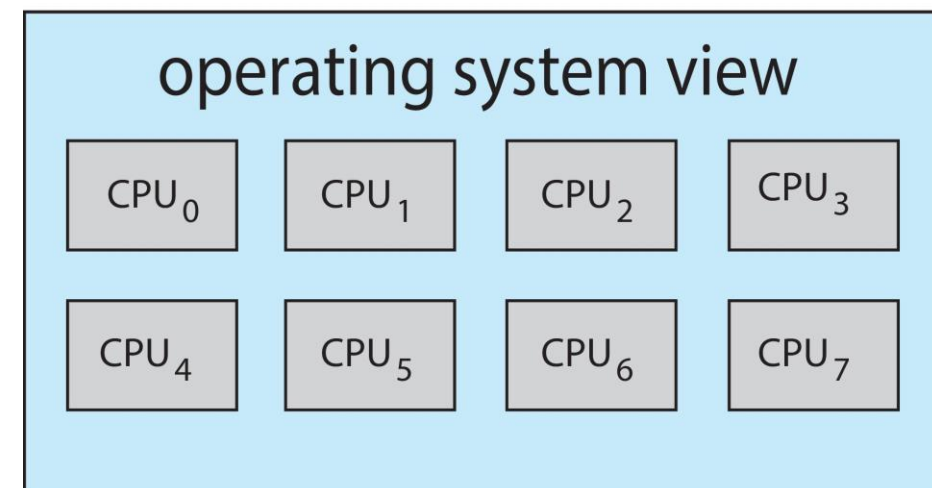 operating system view
CPU₀ CPU₁ CPU₂ CPU₃
CPU₄ CPU₅ CPU₆ CPU₇